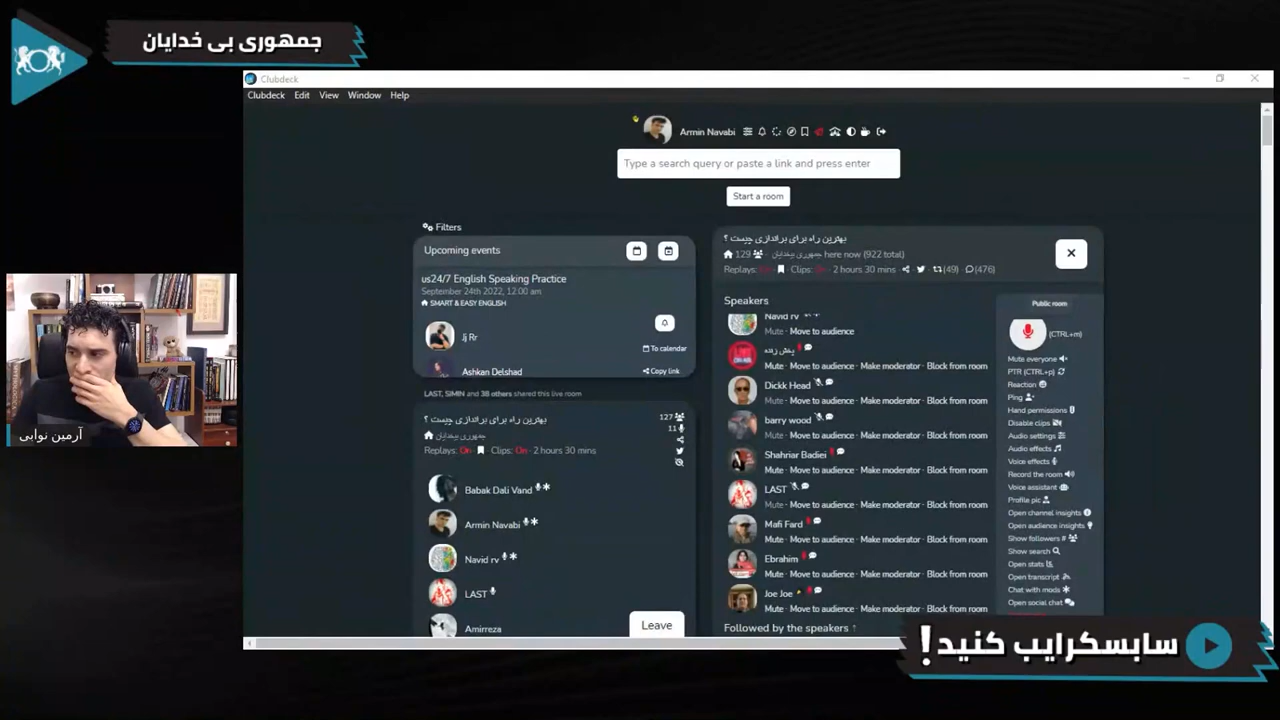 جمهوری بی خدایان
Clubdeck
Clubdeck Edit View Window Help
Armin Navabi
Type a search query or paste a link and press enter
Start a room
Filters
Upcoming events
us24/7 English Speaking Practice
September 24th 2022, 12:00 am
SMART & EASY ENGLISH
Jj Rr
To calendar
Ashkan Delshad
Copy link
LAST, SIMIN and 38 others shared this live room
بهترین راه برای براندازی چیست ؟
127
11
جمهوری بیخدایان
Replays: On · Clips: On · 2 hours 30 mins
Babak Dali Vand
Armin Navabi
Navid rv
LAST
Amirreza
Leave
بهترین راه برای براندازی چیست ؟
129 جمهوری بیخدایان here now (922 total)
Replays: On · Clips: On · 2 hours 30 mins · (49) · (476)
Speakers
Navid rv
Mute · Move to audience
پخش زنده
Mute · Move to audience · Make moderator · Block from room
Dickk Head
Mute · Move to audience · Make moderator · Block from room
barry wood
Mute · Move to audience · Make moderator · Block from room
Shahriar Badiei
Mute · Move to audience · Make moderator · Block from room
LAST
Mute · Move to audience · Make moderator · Block from room
Mafi Fard
Mute · Move to audience · Make moderator · Block from room
Ebrahim
Mute · Move to audience · Make moderator · Block from room
Joe Joe
Mute · Move to audience · Make moderator · Block from room
Followed by the speakers ↑
Public room
(CTRL+m)
Mute everyone
PTR (CTRL+p)
Reaction
Ping
Hand permissions
Disable clips
Audio settings
Audio effects
Voice effects
Record the room
Voice assistant
Profile pic
Open channel insights
Open audience insights
Show followers #
Show search
Open stats
Open transcript
Chat with mods
Open social chat
آرمین نوابی
سابسکرایب کنید!